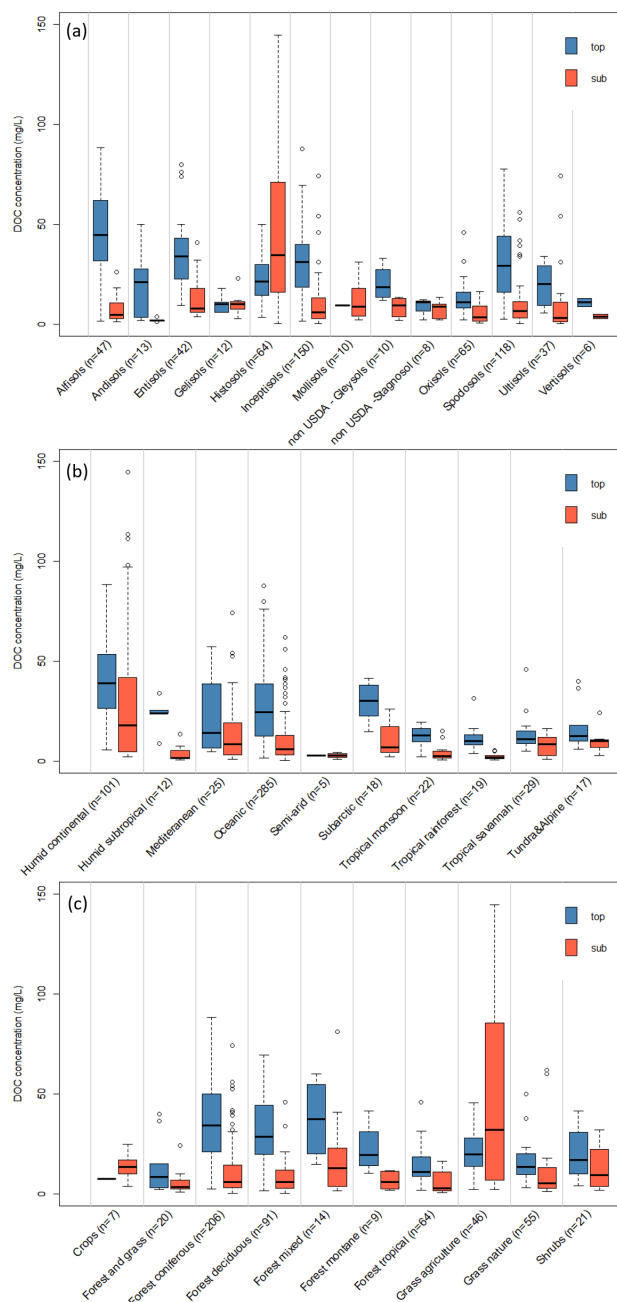 (a)
top
sub
DOC concentration (mg/L)
150
100
50
0
Alfisols (n=47)
Andisols (n=13)
Entisols (n=42)
Gelisols (n=12)
Histosols (n=64)
Inceptisols (n=150)
Mollisols (n=10)
non USDA - Gleysols (n=10)
non USDA -Stagnosol (n=8)
Oxisols (n=65)
Spodosols (n=118)
Ultisols (n=37)
Vertisols (n=6)
(b)
top
sub
DOC concentration (mg/L)
150
100
50
0
Humid continental (n=101)
Humid subtropical (n=12)
Mediteranean (n=25)
Oceanic (n=285)
Semi-arid (n=5)
Subarctic (n=18)
Tropical monsoon (n=22)
Tropical rainforest (n=19)
Tropical savannah (n=29)
Tundra&Alpine (n=17)
(c)
top
sub
DOC concentration (mg/L)
150
100
50
0
Crops (n=7)
Forest and grass (n=20)
Forest coniferous (n=206)
Forest deciduous (n=91)
Forest mixed (n=14)
Forest montane (n=9)
Forest tropical (n=64)
Grass agriculture (n=46)
Grass nature (n=55)
Shrubs (n=21)